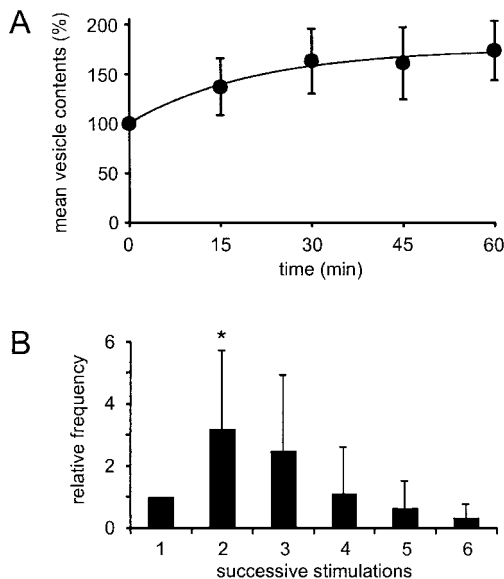 A
mean vesicle contents (%)
200
150
100
50
0
0 15 30 45 60
time (min)
B
relative frequency
6
4
2
0
*
1 2 3 4 5 6
successive stimulations